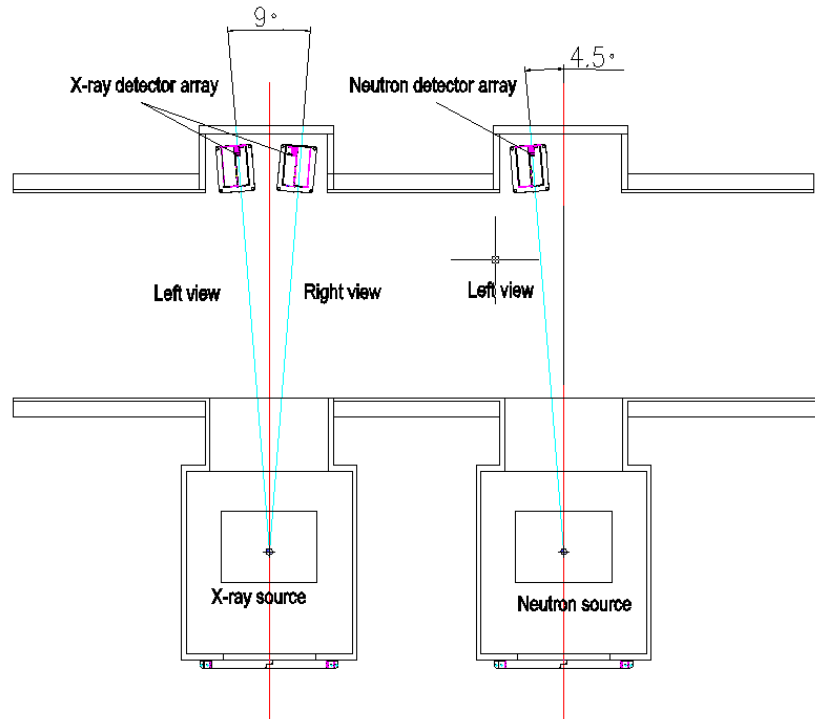 9°
4.5°
X-ray detector array
Neutron detector array
Left view
Right view
Left view
X-ray source
Neutron source